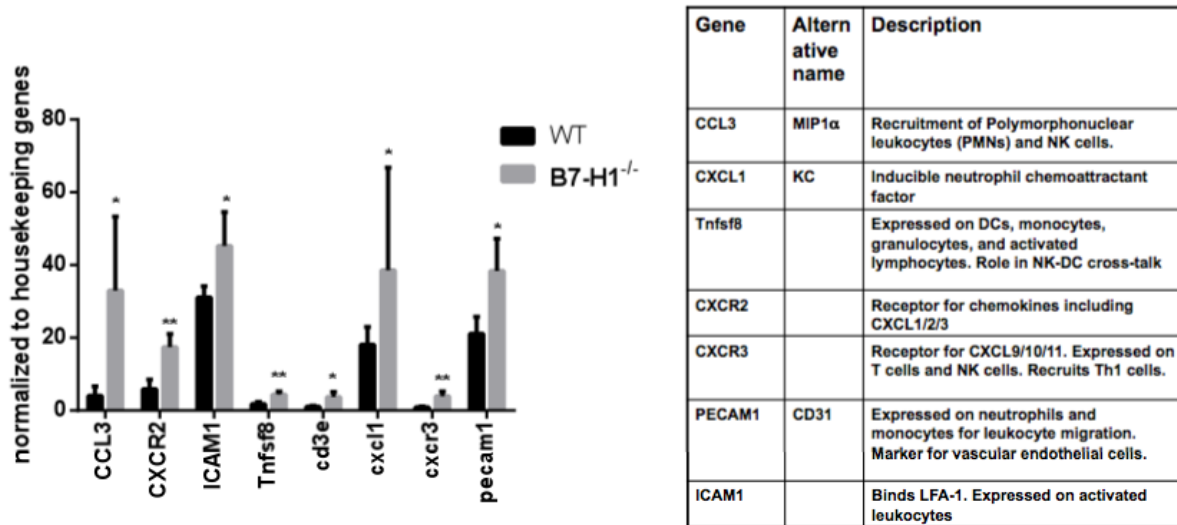 normalized to housekeeping genes
80
60
40
20
0
WT
B7-H1-/-
*
**
*
**
*
*
**
*
CCL3
CXCR2
ICAM1
Tnfsf8
cd3e
cxcl1
cxcr3
pecam1
Gene
Altern
ative
name
Description
CCL3
MIP1α
Recruitment of Polymorphonuclear
leukocytes (PMNs) and NK cells.
CXCL1
KC
Inducible neutrophil chemoattractant
factor
Tnfsf8
Expressed on DCs, monocytes,
granulocytes, and activated
lymphocytes. Role in NK-DC cross-talk
CXCR2
Receptor for chemokines including
CXCL1/2/3
CXCR3
Receptor for CXCL9/10/11. Expressed on
T cells and NK cells. Recruits Th1 cells.
PECAM1
CD31
Expressed on neutrophils and
monocytes for leukocyte migration.
Marker for vascular endothelial cells.
ICAM1
Binds LFA-1. Expressed on activated
leukocytes